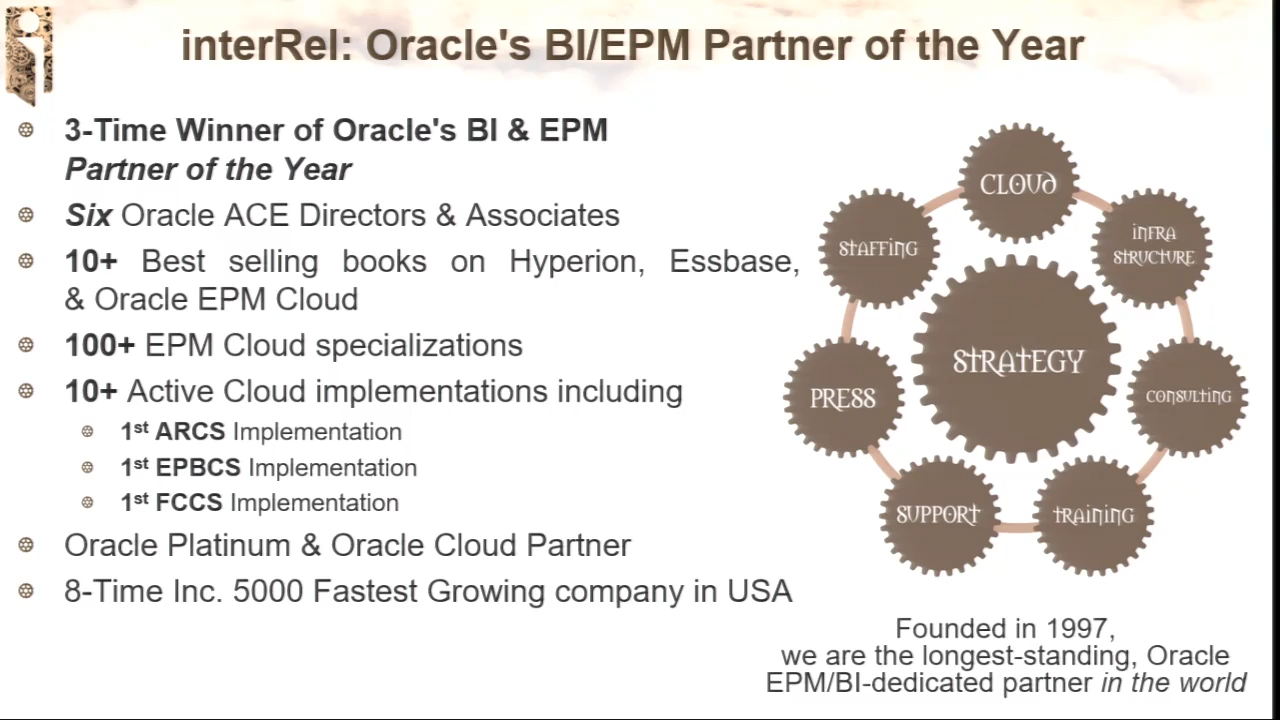 interRel: Oracle's BI/EPM Partner of the Year
3-Time Winner of Oracle's BI & EPM
Partner of the Year
Six Oracle ACE Directors & Associates
10+ Best selling books on Hyperion, Essbase,
& Oracle EPM Cloud
100+ EPM Cloud specializations
10+ Active Cloud implementations including
1st ARCS Implementation
1st EPBCS Implementation
1st FCCS Implementation
Oracle Platinum & Oracle Cloud Partner
8-Time Inc. 5000 Fastest Growing company in USA
CLOUD
STAFFING
INFRA
STRUCTURE
STRATEGY
PRESS
CONSULTING
SUPPORT
TRAINING
Founded in 1997,
we are the longest-standing, Oracle
EPM/BI-dedicated partner in the world